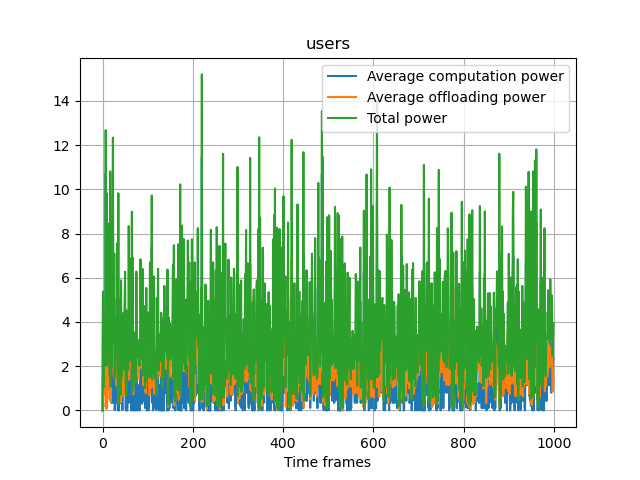 users
Average computation power
Average offloading power
Total power
14
12
10
8
6
4
2
0
0 200 400 600 800 1000
Time frames